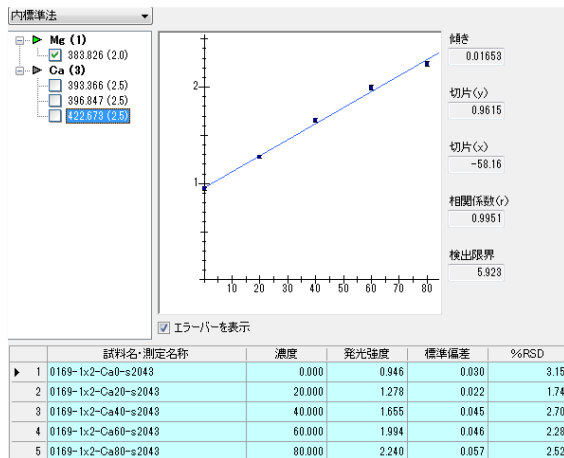 内標準法
Mg (1)
383.826 (2.0)
Ca (3)
393.366 (2.5)
396.847 (2.5)
422.673 (2.5)
2
1
10 20 30 40 50 60 70 80
傾き
0.01653
切片(y)
0.9615
切片(x)
-58.16
相関係数(r)
0.9951
検出限界
5.923
エラーバーを表示
試料名・測定名称 濃度 発光強度 標準偏差 %RSD
1 0169-1x2-Ca0-s2043 0.000 0.946 0.030 3.15
2 0169-1x2-Ca20-s2043 20.000 1.278 0.022 1.74
3 0169-1x2-Ca40-s2043 40.000 1.655 0.045 2.70
4 0169-1x2-Ca60-s2043 60.000 1.994 0.046 2.28
5 0169-1x2-Ca80-s2043 80.000 2.240 0.057 2.52